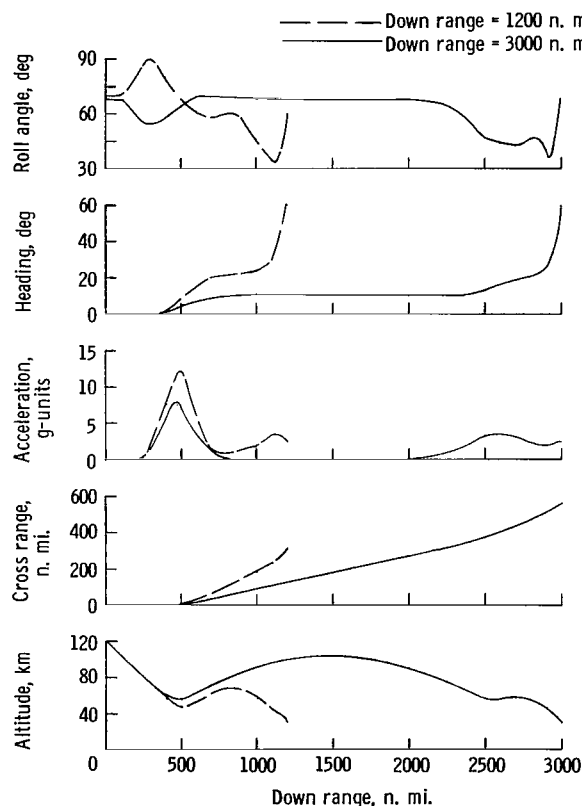 Down range = 1200 n. m
Down range = 3000 n. m
Roll angle, deg
90
60
30
Heading, deg
60
40
20
0
Acceleration, g-units
15
10
5
0
Cross range, n. mi.
600
400
200
0
Altitude, km
120
80
40
0 500 1000 1500 2000 2500 3000
Down range, n. mi.